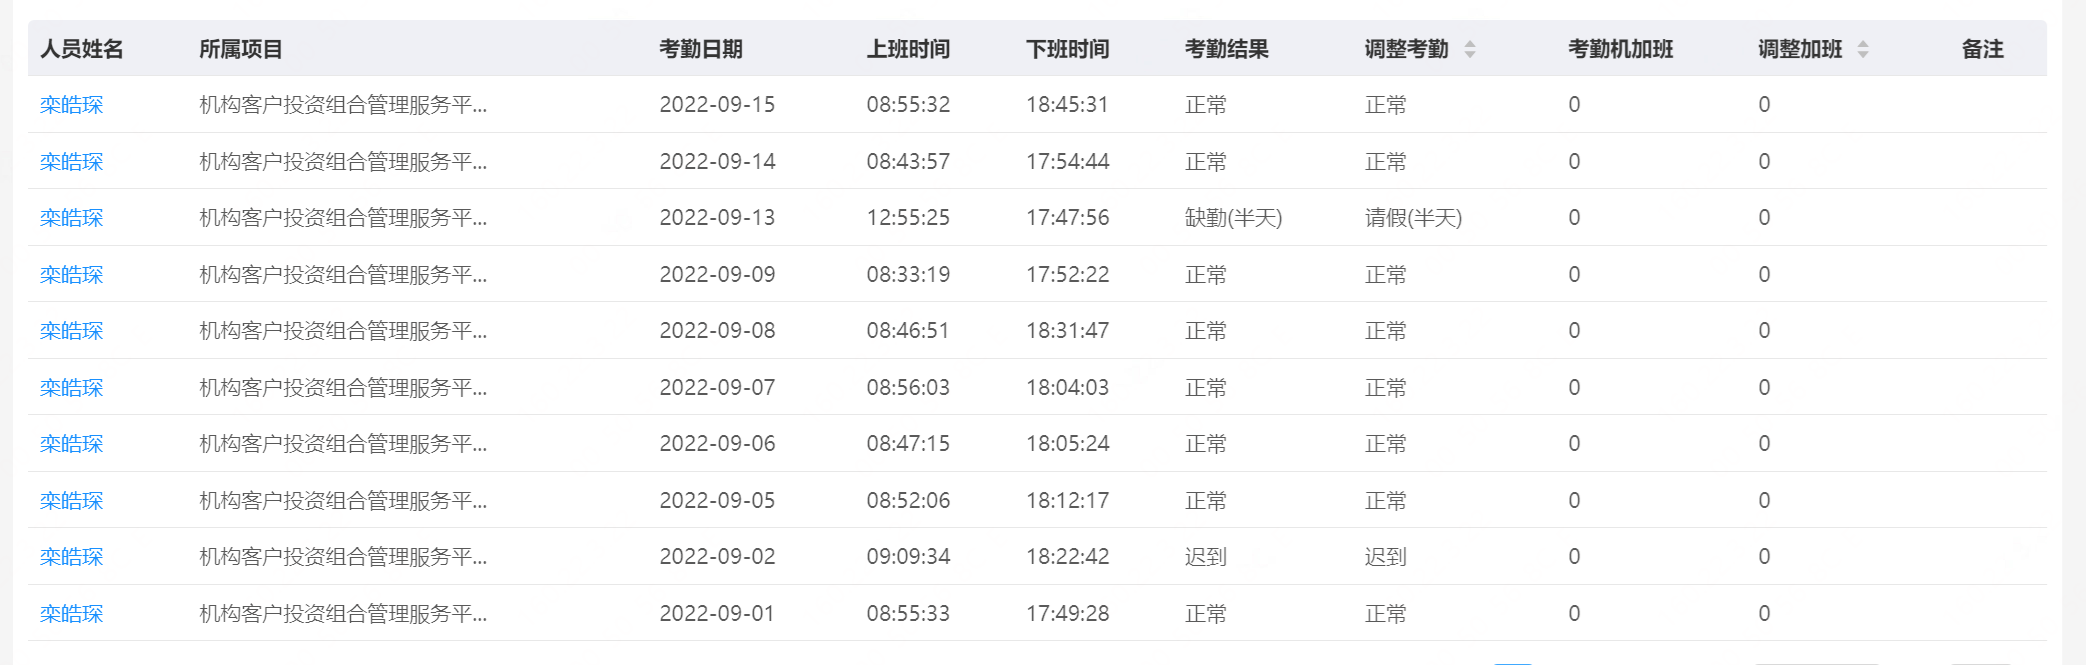 人员姓名 所属项目 考勤日期 上班时间 下班时间 考勤结果 调整考勤 考勤机加班 调整加班 备注
栾皓琛 机构客户投资组合管理服务平... 2022-09-15 08:55:32 18:45:31 正常 正常 0 0
栾皓琛 机构客户投资组合管理服务平... 2022-09-14 08:43:57 17:54:44 正常 正常 0 0
栾皓琛 机构客户投资组合管理服务平... 2022-09-13 12:55:25 17:47:56 缺勤(半天) 请假(半天) 0 0
栾皓琛 机构客户投资组合管理服务平... 2022-09-09 08:33:19 17:52:22 正常 正常 0 0
栾皓琛 机构客户投资组合管理服务平... 2022-09-08 08:46:51 18:31:47 正常 正常 0 0
栾皓琛 机构客户投资组合管理服务平... 2022-09-07 08:56:03 18:04:03 正常 正常 0 0
栾皓琛 机构客户投资组合管理服务平... 2022-09-06 08:47:15 18:05:24 正常 正常 0 0
栾皓琛 机构客户投资组合管理服务平... 2022-09-05 08:52:06 18:12:17 正常 正常 0 0
栾皓琛 机构客户投资组合管理服务平... 2022-09-02 09:09:34 18:22:42 迟到 迟到 0 0
栾皓琛 机构客户投资组合管理服务平... 2022-09-01 08:55:33 17:49:28 正常 正常 0 0